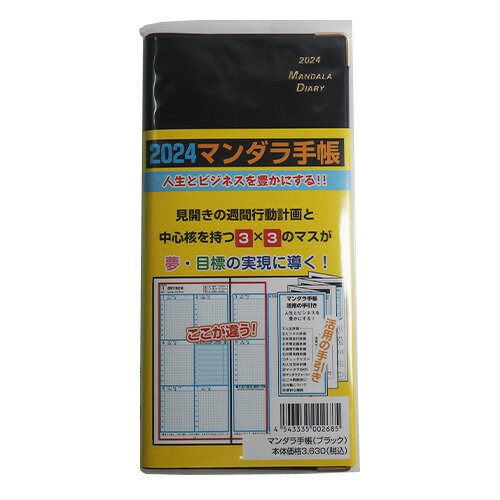 2024
MANDALA
DIARY
2024マンダラ手帳
人生とビジネスを豊かにする!!
見開きの週間行動計画と
中心核を持つ3×3のマスが
夢・目標の実現に導く!
ここが違う!
マンダラ手帳
活用の手引き
人生とビジネスを
豊かにする!
活用の手引き
4 543335 002685
マンダラ手帳(ブラック)
本体価格3,630(税込)